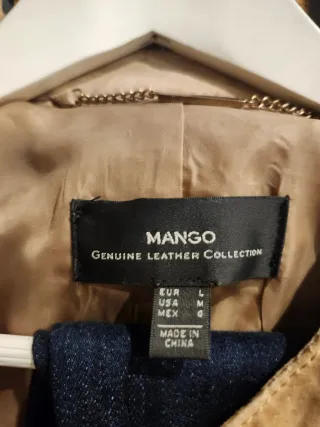 MANGO
GENUINE LEATHER COLLECTION
EUR L
USA M
MEX G
MADE IN
CHINA